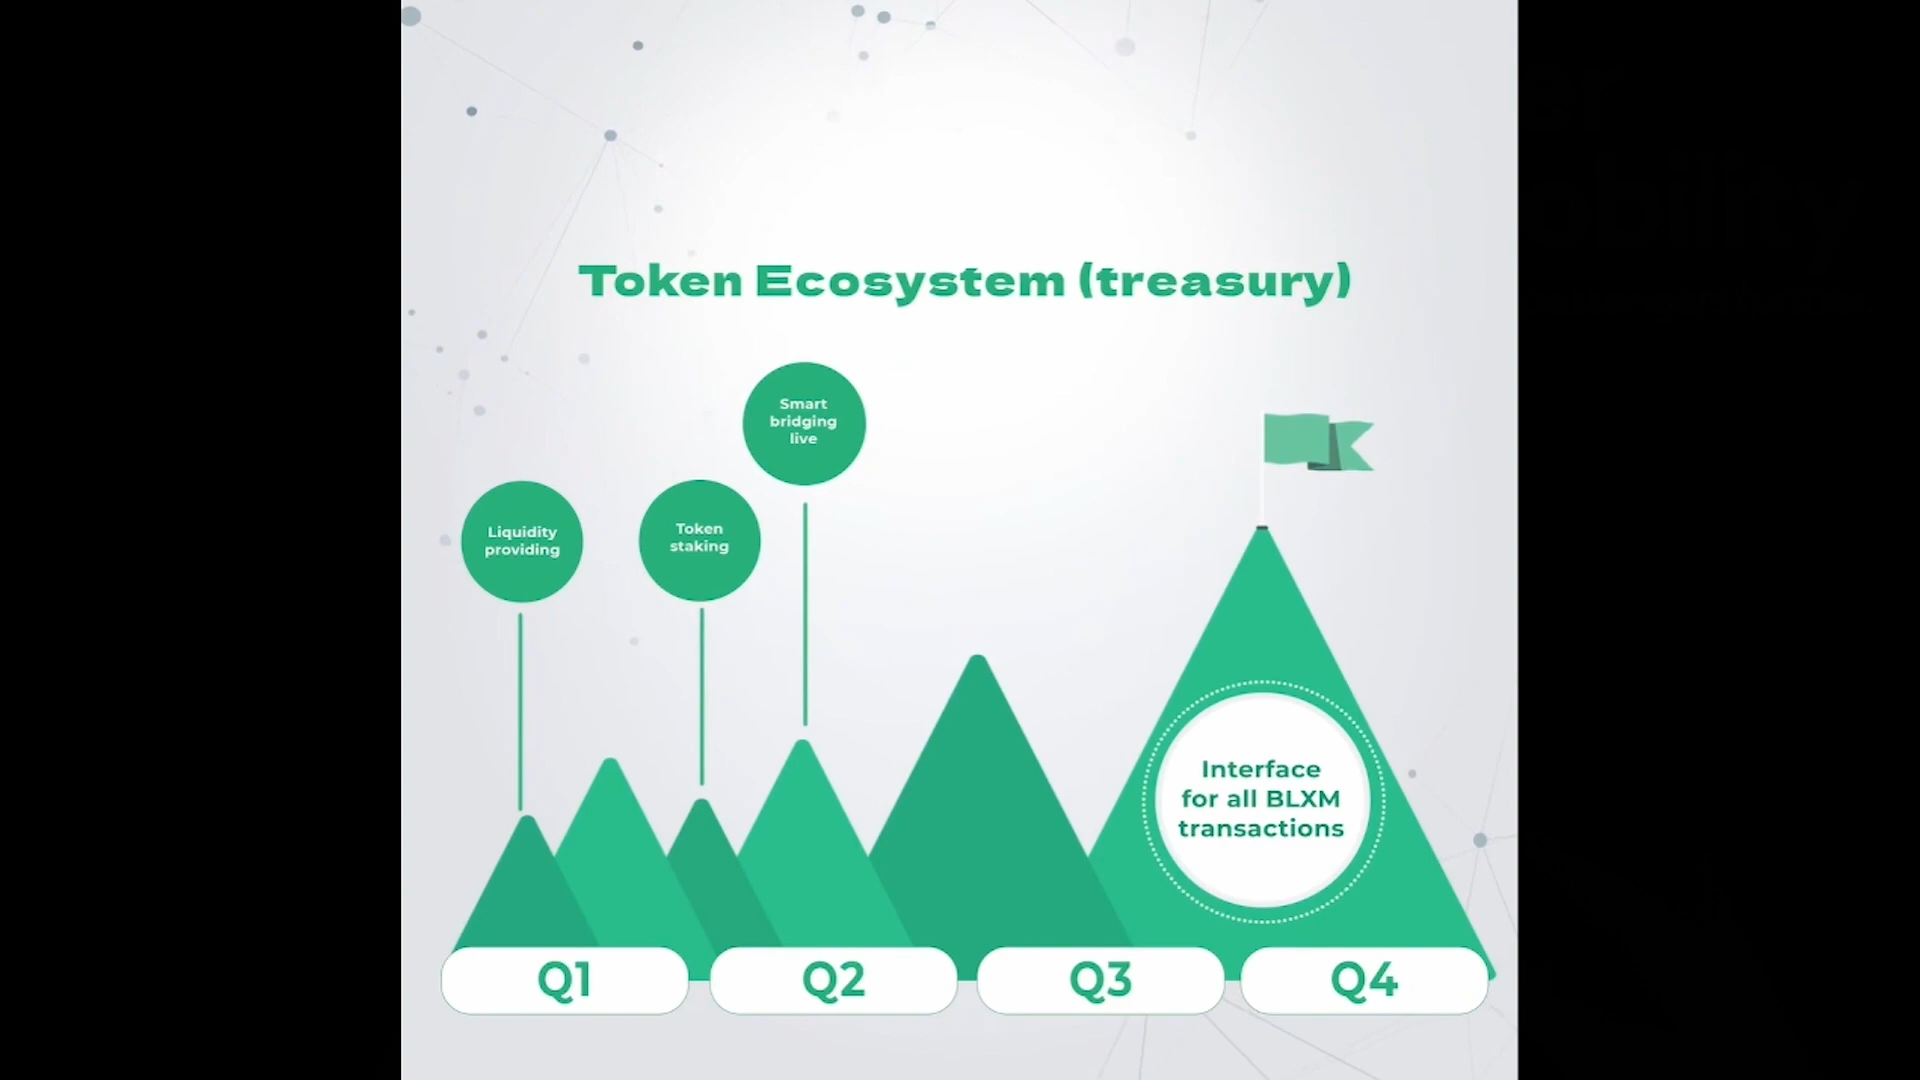 Token Ecosystem (treasury)
Smart
bridging
live
Liquidity
providing
Token
staking
Interface
for all BLXM
transactions
Q1
Q2
Q3
Q4